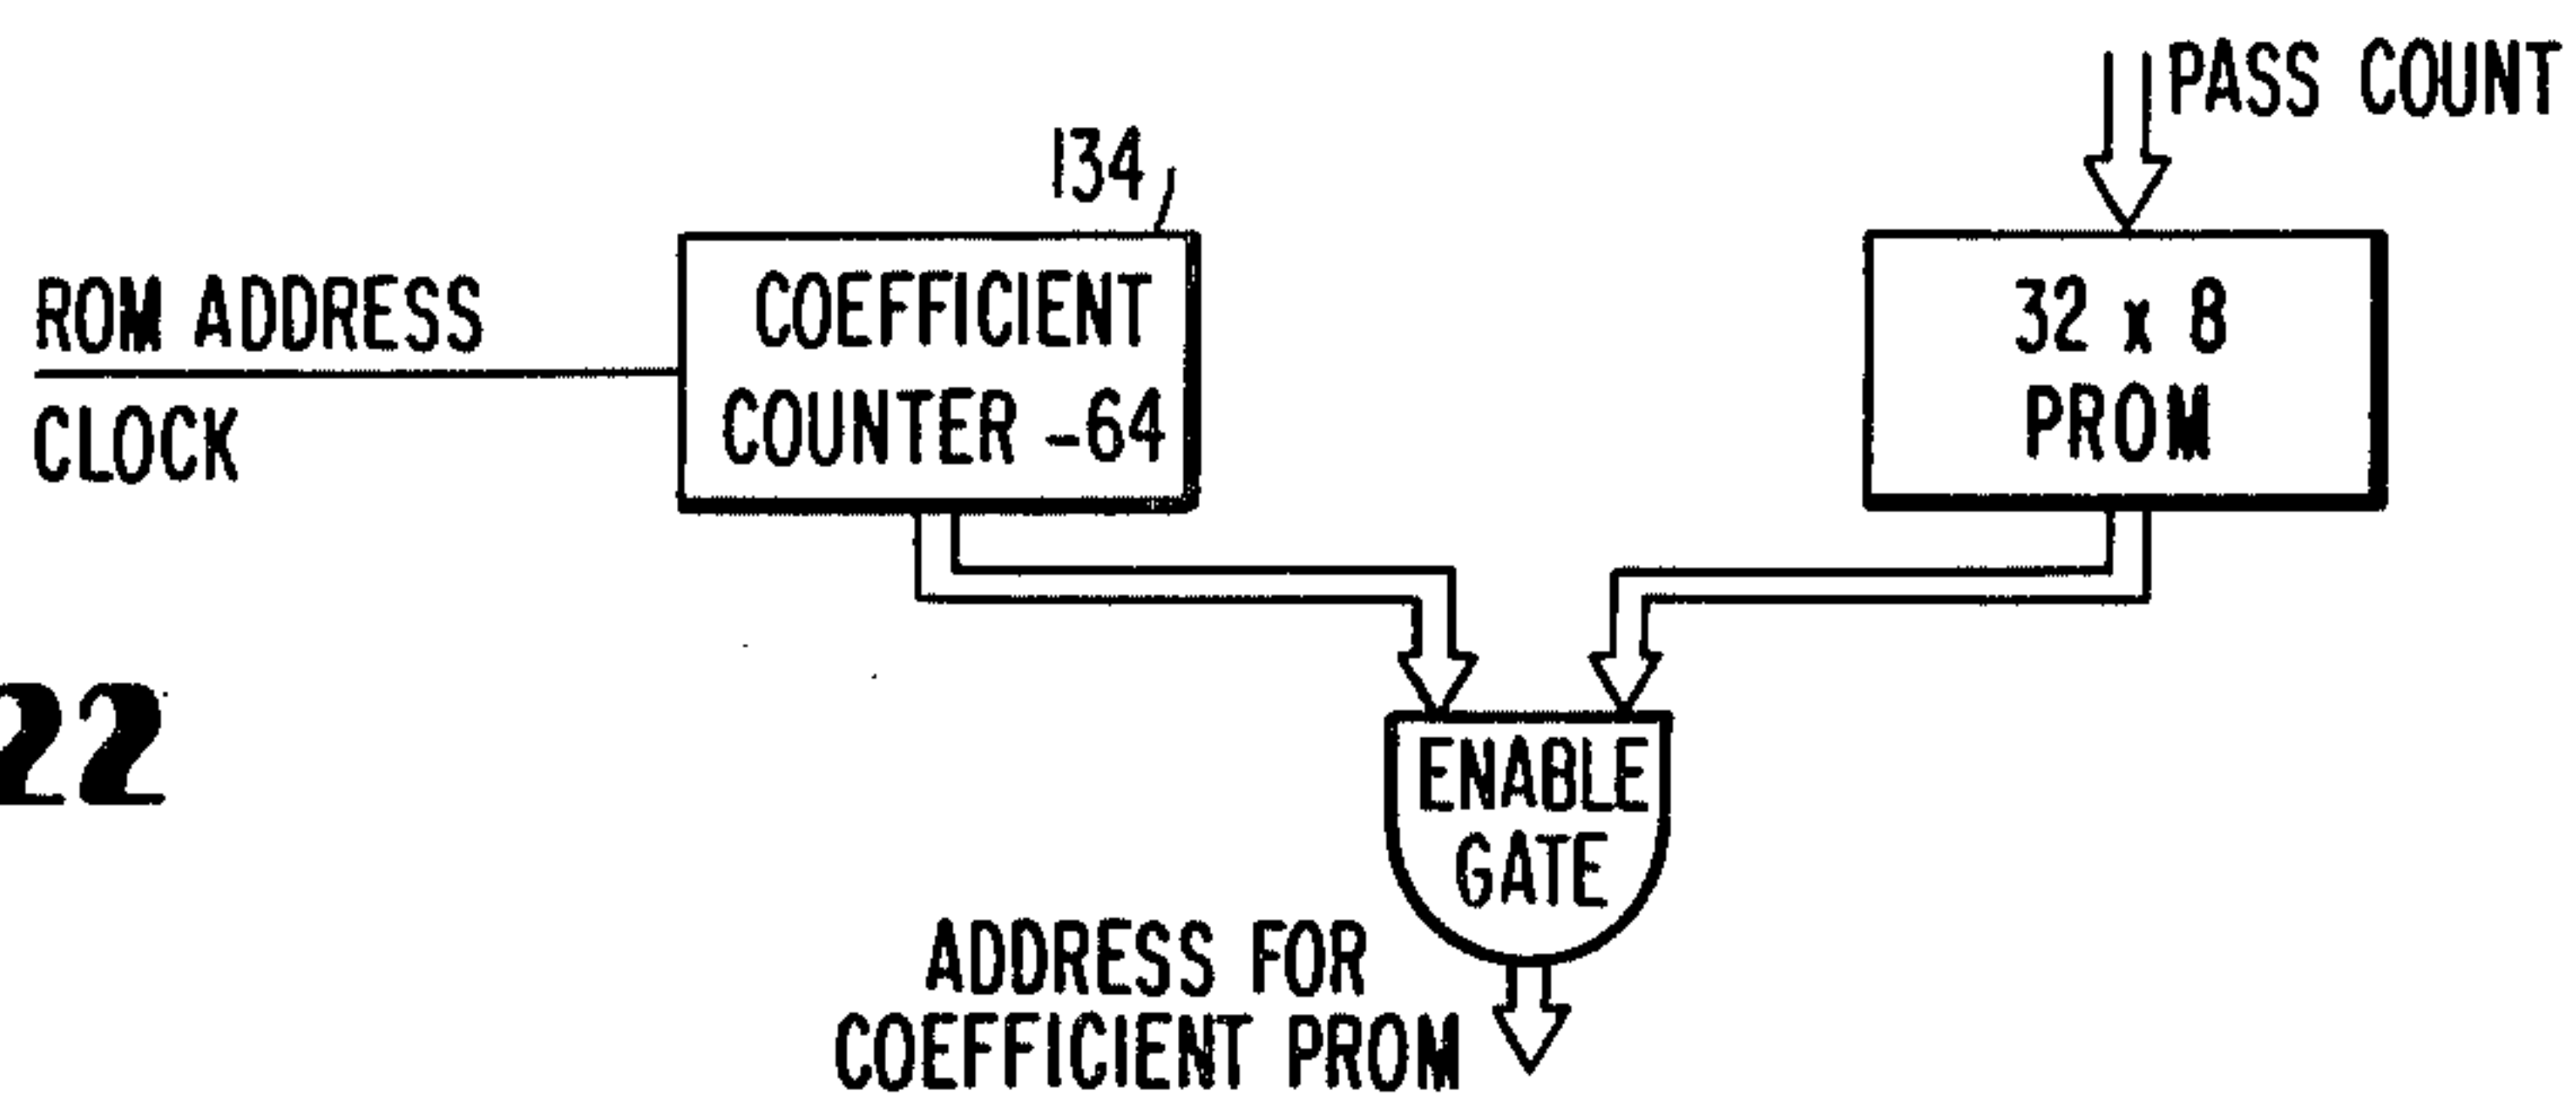 PASS COUNT
134
ROM ADDRESS
CLOCK
COEFFICIENT
COUNTER -64
32 x 8
PROM
22
ENABLE
GATE
ADDRESS FOR
COEFFICIENT PROM